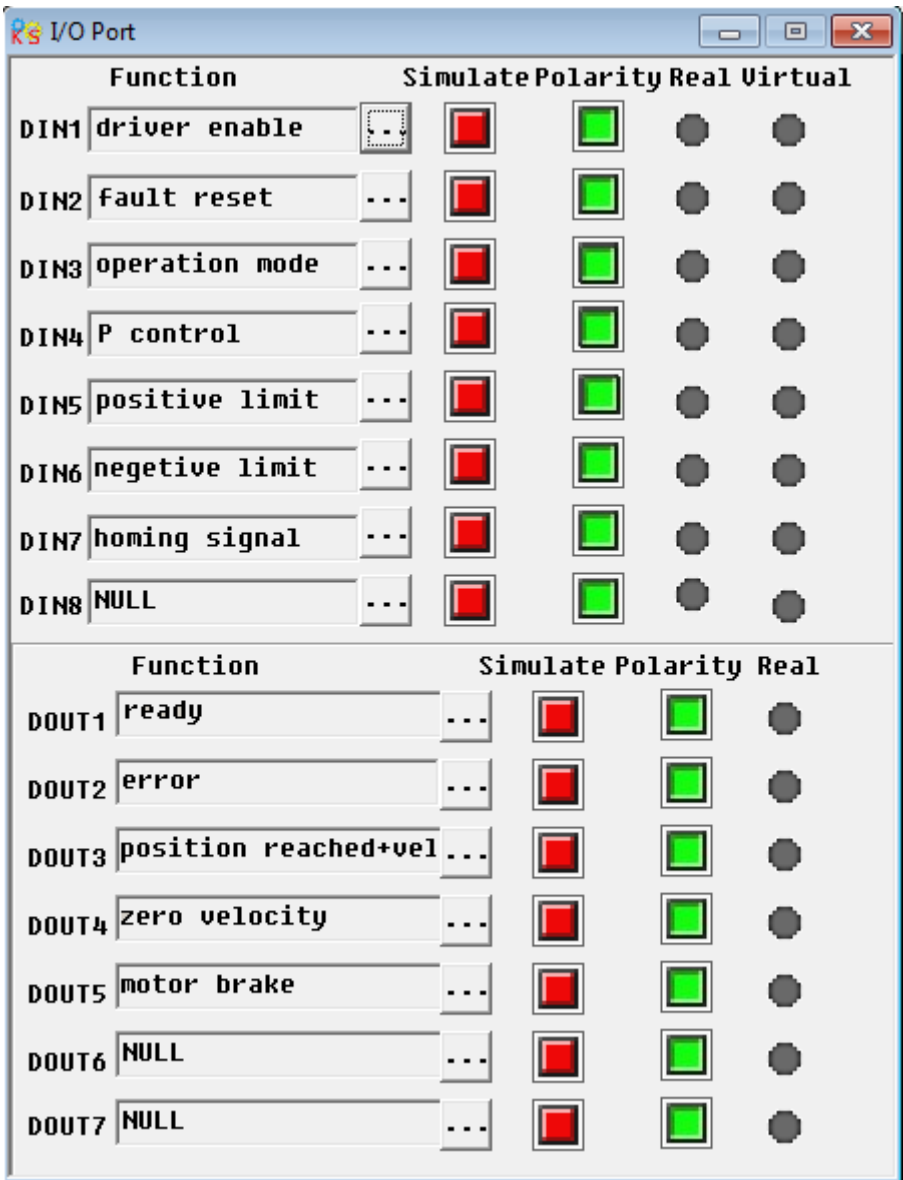 I/O Port
Function Simulate Polarity Real Virtual
DIN1 driver enable ...
DIN2 fault reset ...
DIN3 operation mode ...
DIN4 P control ...
DIN5 positive limit ...
DIN6 negetive limit ...
DIN7 homing signal ...
DIN8 NULL ...
Function Simulate Polarity Real
DOUT1 ready ...
DOUT2 error ...
DOUT3 position reached+vel ...
DOUT4 zero velocity ...
DOUT5 motor brake ...
DOUT6 NULL ...
DOUT7 NULL ...